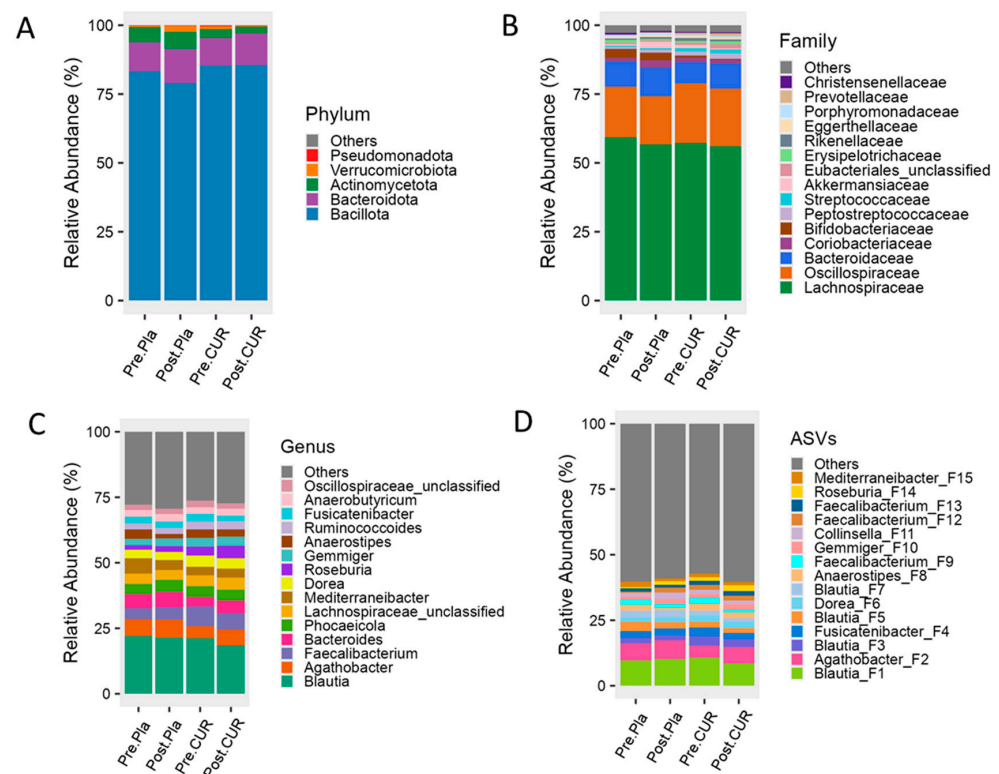 A
Relative Abundance (%)
100
75
50
25
0
Pre.Pla
Post.Pla
Pre.CUR
Post.CUR
Phylum
Others
Pseudomonadota
Verrucomicrobiota
Actinomycetota
Bacteroidota
Bacillota
B
Relative Abundance (%)
100
75
50
25
0
Pre.Pla
Post.Pla
Pre.CUR
Post.CUR
Family
Others
Christensenellaceae
Prevotellaceae
Porphyromonadaceae
Eggerthellaceae
Rikenellaceae
Erysipelotrichaceae
Eubacteriales_unclassified
Akkermansiaceae
Streptococcaceae
Peptostreptococcaceae
Bifidobacteriaceae
Coriobacteriaceae
Bacteroidaceae
Oscillospiraceae
Lachnospiraceae
C
Relative Abundance (%)
100
75
50
25
0
Pre.Pla
Post.Pla
Pre.CUR
Post.CUR
Genus
Others
Oscillospiraceae_unclassified
Anaerobutyricum
Fusicatenibacter
Ruminococcoides
Anaerostipes
Gemmiger
Roseburia
Dorea
Mediterraneibacter
Lachnospiraceae_unclassified
Phocaeicola
Bacteroides
Faecalibacterium
Agathobacter
Blautia
D
Relative Abundance (%)
100
50
25
0
Pre.Pla
Post.Pla
Pre.CUR
Post.CUR
ASVs
Others
Mediterraneibacter_F15
Roseburia_F14
Faecalibacterium_F13
Faecalibacterium_F12
Collinsella_F11
Gemmiger_F10
Faecalibacterium_F9
Anaerostipes_F8
Blautia_F7
Dorea_F6
Blautia_F5
Fusicatenibacter_F4
Blautia_F3
Agathobacter_F2
Blautia_F1